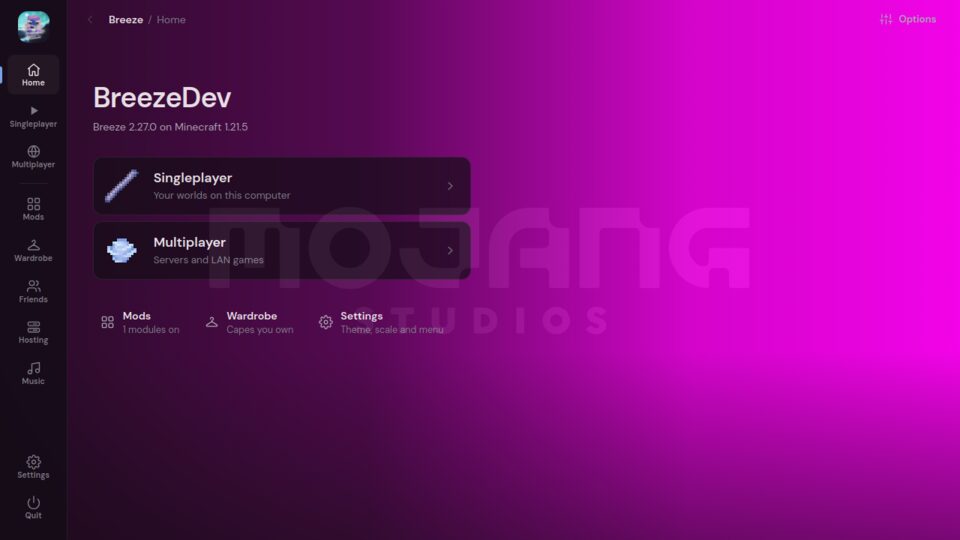 Breeze / Home
Options
Home
Singleplayer
Multiplayer
Mods
Wardrobe
Friends
Hosting
Music
Settings
Quit
BreezeDev
Breeze 2.27.0 on Minecraft 1.21.5
Singleplayer
Your worlds on this computer
Multiplayer
Servers and LAN games
MOJANG
STUDIOS
Mods
1 modules on
Wardrobe
Capes you own
Settings
Theme, scale and menu